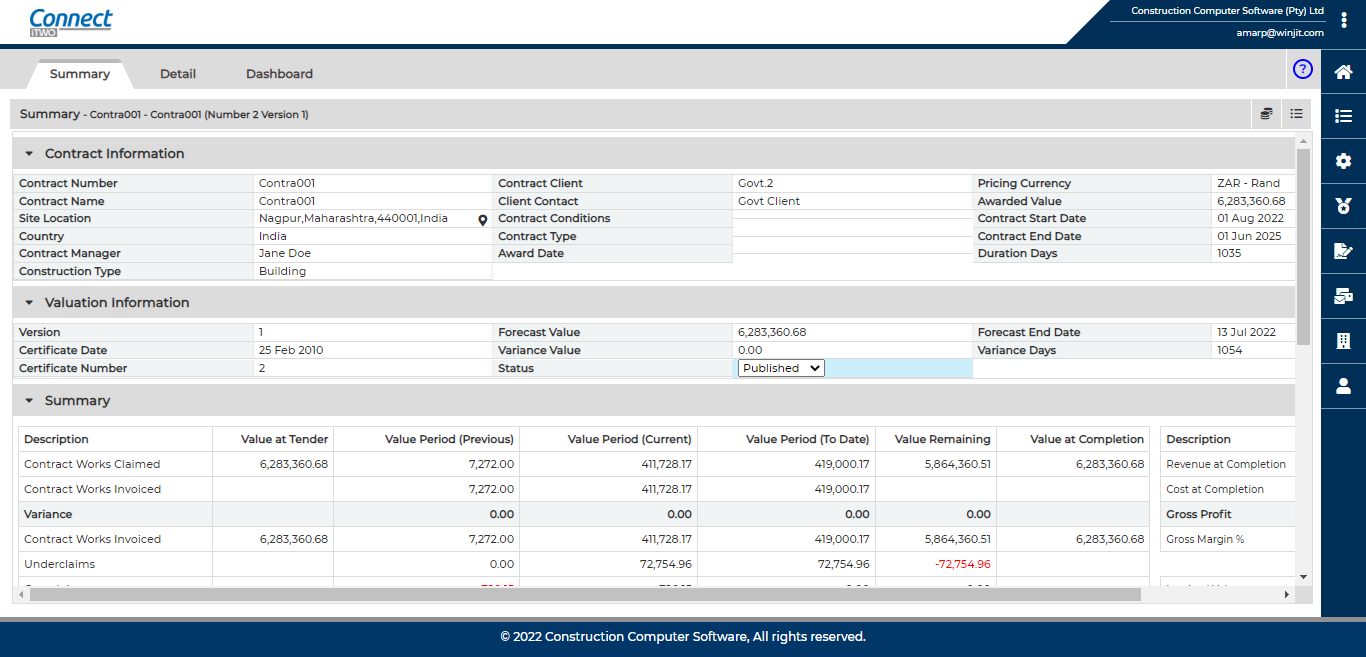 Connect
iTWO
Construction Computer Software (Pty) Ltd
amarp@winjit.com
Summary Detail Dashboard ?
Summary - Contra001 - Contra001 (Number 2 Version 1)
Contract Information
Contract Number Contra001 Contract Client Govt.2 Pricing Currency ZAR - Rand
Contract Name Contra001 Client Contact Govt Client Awarded Value 6,283,360.68
Site Location Nagpur,Maharashtra,440001,India Contract Conditions Contract Start Date 01 Aug 2022
Country India Contract Type Contract End Date 01 Jun 2025
Contract Manager Jane Doe Award Date Duration Days 1035
Construction Type Building
Valuation Information
Version 1 Forecast Value 6,283,360.68 Forecast End Date 13 Jul 2022
Certificate Date 25 Feb 2010 Variance Value 0.00 Variance Days 1054
Certificate Number 2 Status Published
Summary
Description Value at Tender Value Period (Previous) Value Period (Current) Value Period (To Date) Value Remaining Value at Completion Description
Contract Works Claimed 6,283,360.68 7,272.00 411,728.17 419,000.17 5,864,360.51 6,283,360.68 Revenue at Completion
Contract Works Invoiced 7,272.00 411,728.17 419,000.17 Cost at Completion
Variance 0.00 0.00 0.00 0.00 Gross Profit
Contract Works Invoiced 6,283,360.68 7,272.00 411,728.17 419,000.17 5,864,360.51 6,283,360.68 Gross Margin %
Underclaims 0.00 72,754.96 72,754.96 -72,754.96
© 2022 Construction Computer Software, All rights reserved.